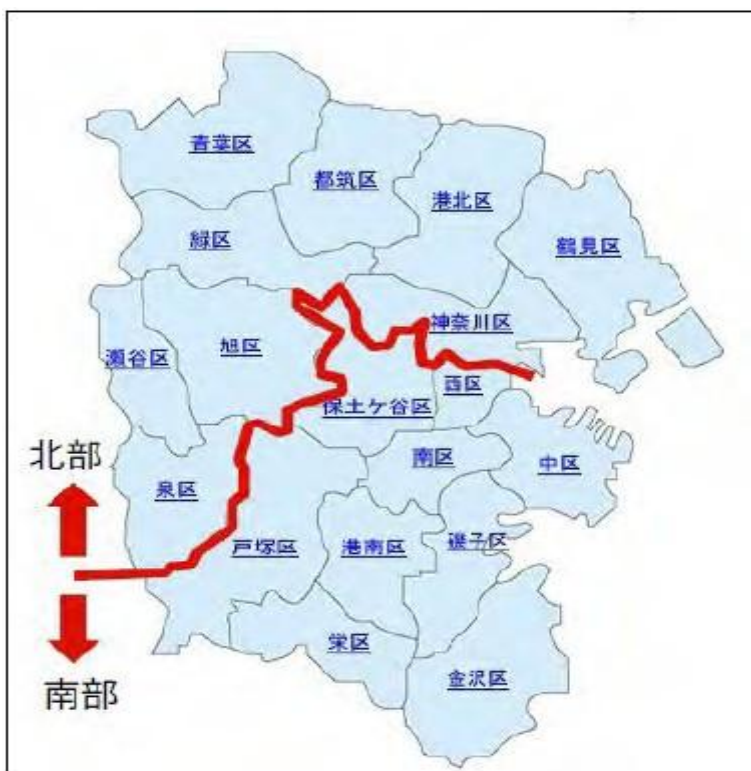 青葉区
都筑区
港北区
緑区
鶴見区
神奈川区
瀬谷区
旭区
西区
保土ケ谷区
北部
南区
中区
泉区
戸塚区
港南区
磯子区
栄区
南部
金沢区